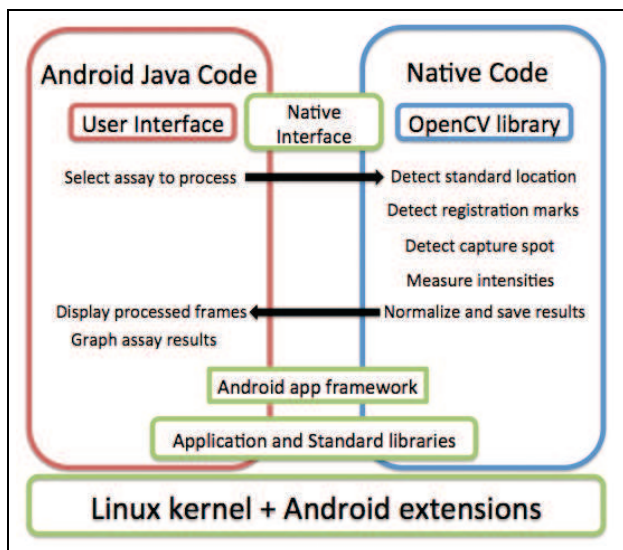 Android Java Code
Native Code
User Interface
Native
Interface
OpenCV library
Select assay to process
Detect standard location
Detect registration marks
Detect capture spot
Measure intensities
Display processed frames
Normalize and save results
Graph assay results
Android app framework
Application and Standard libraries
Linux kernel + Android extensions